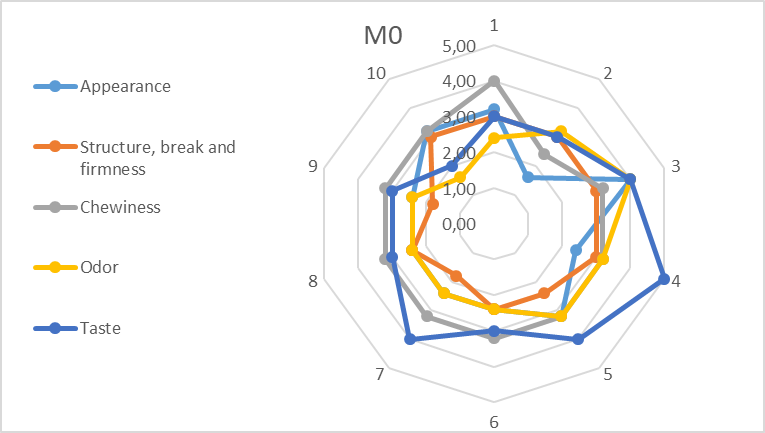 M0
1
2
3
4
5
6
7
8
9
10
5,00
4,00
3,00
2,00
1,00
0,00
Appearance
Structure, break and
firmness
Chewiness
Odor
Taste